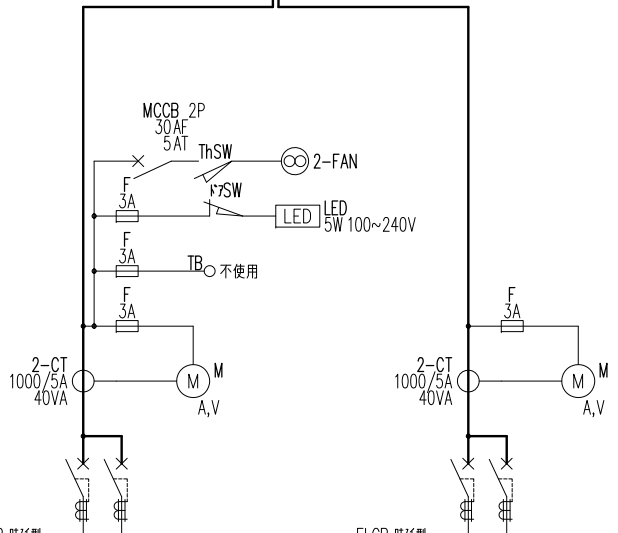 MCCB 2P
30AF
5AT
ThSW
2-FAN
F
3A
ﾄﾞｱSW
LED
LED
5W 100~240V
F
3A
TB
不使用
F
3A
F
3A
2-CT
1000/5A
40VA
M
M
A,V
2-CT
1000/5A
40VA
M
M
A,V